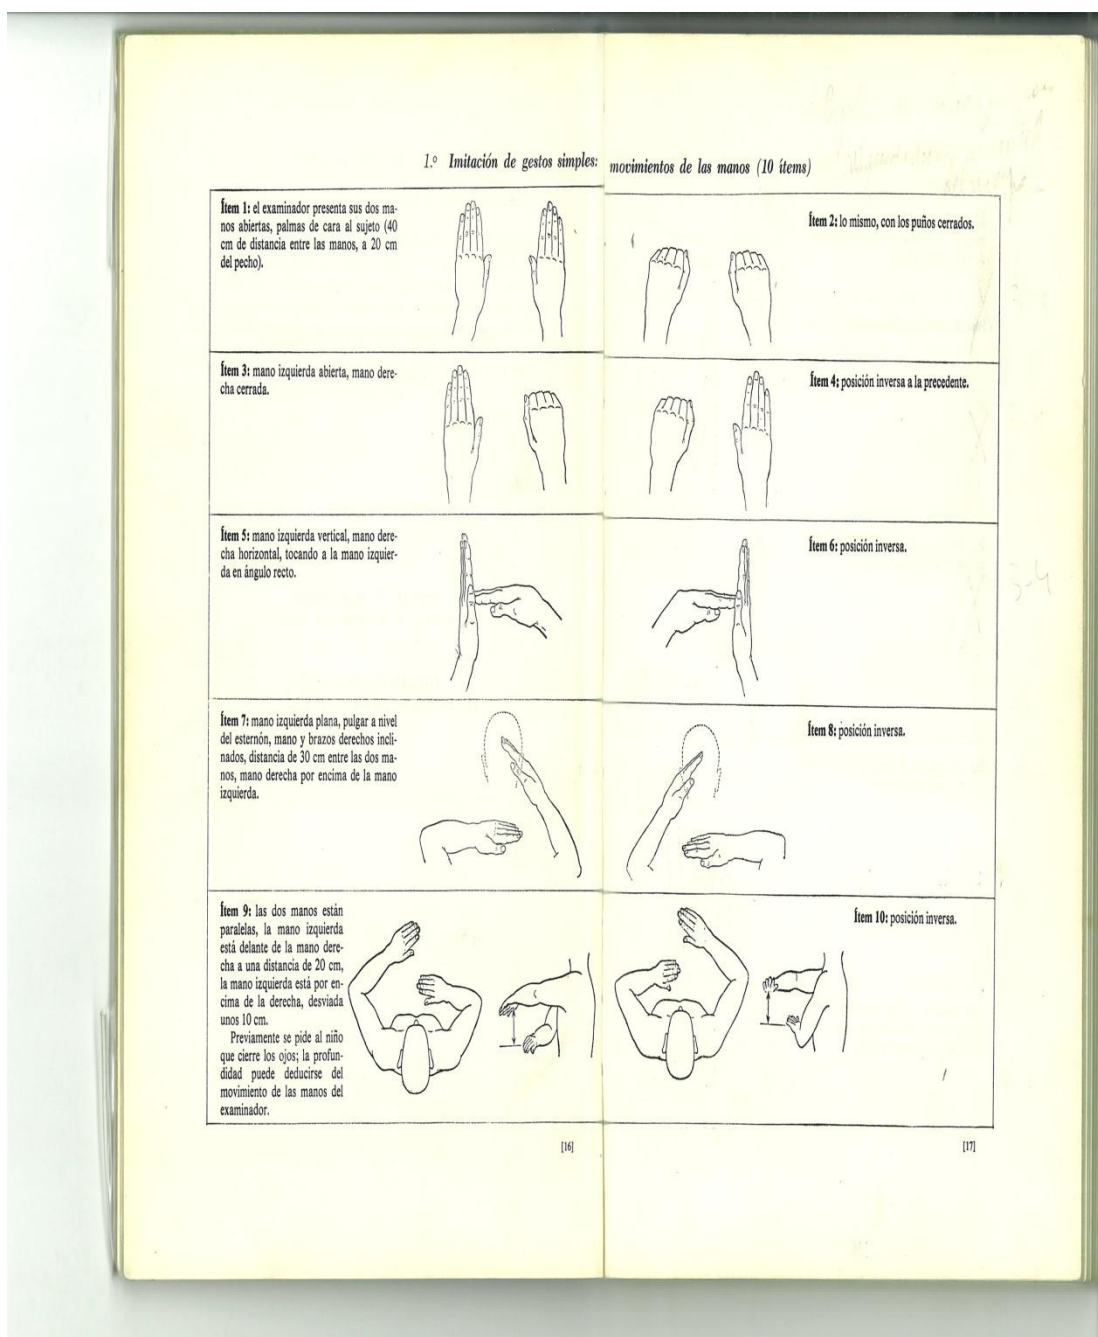 1.º Imitación de gestos simples: movimientos de las manos (10 ítems)
Ítem 1: el examinador presenta sus dos ma-
nos abiertas, palmas de cara al sujeto (40
cm de distancia entre las manos, a 20 cm
del pecho).
Ítem 2: lo mismo, con los puños cerrados.
Ítem 3: mano izquierda abierta, mano dere-
cha cerrada.
Ítem 4: posición inversa a la precedente.
Ítem 5: mano izquierda vertical, mano dere-
cha horizontal, tocando a la mano izquier-
da en ángulo recto.
Ítem 6: posición inversa.
Ítem 7: mano izquierda plana, pulgar a nivel
del esternón, mano y brazos derechos incli-
nados, distancia de 30 cm entre las dos ma-
nos, mano derecha por encima de la mano
izquierda.
Ítem 8: posición inversa.
Ítem 9: las dos manos están
paralelas, la mano izquierda
está delante de la mano dere-
cha a una distancia de 20 cm,
la mano izquierda está por en-
cima de la derecha, desviada
unos 10 cm.
Previamente se pide al niño
que cierre los ojos; la profun-
didad puede deducirse del
movimiento de las manos del
examinador.
Ítem 10: posición inversa.
[16]
[17]